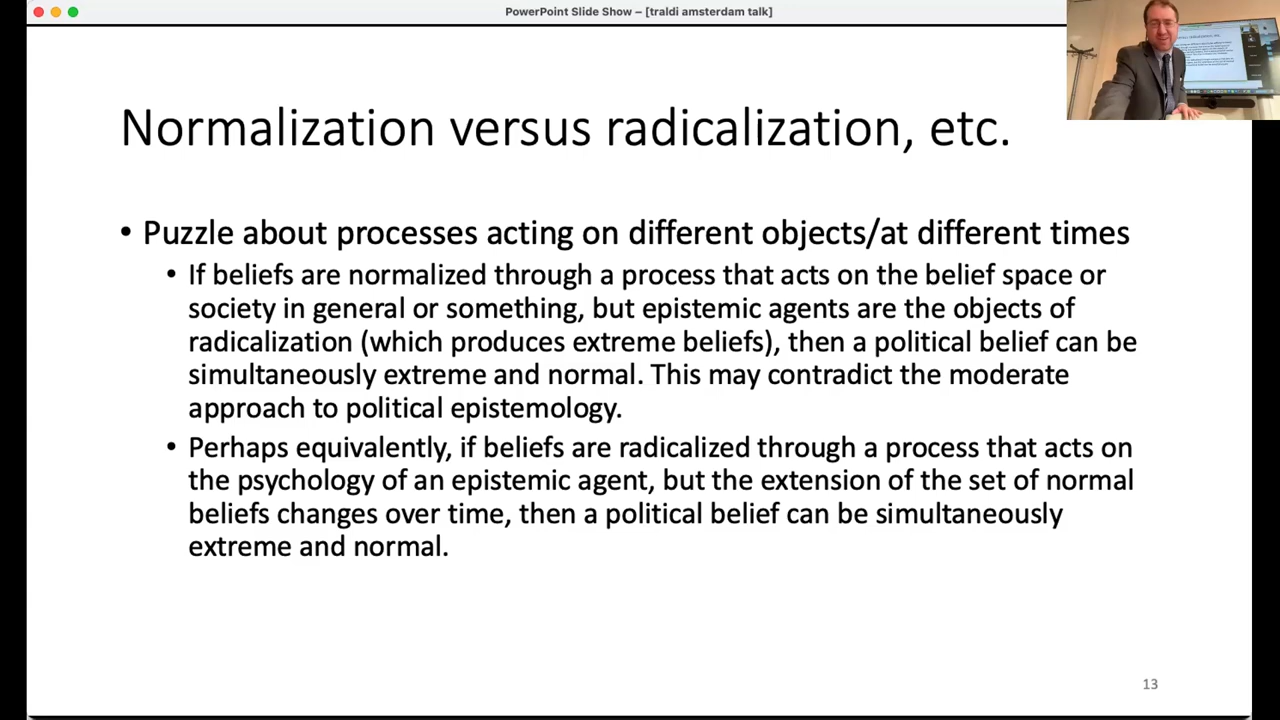 PowerPoint Slide Show – [traldi amsterdam talk]
Normalization versus radicalization, etc.
• Puzzle about processes acting on different objects/at different times
• If beliefs are normalized through a process that acts on the belief space or
society in general or something, but epistemic agents are the objects of
radicalization (which produces extreme beliefs), then a political belief can be
simultaneously extreme and normal. This may contradict the moderate
approach to political epistemology.
• Perhaps equivalently, if beliefs are radicalized through a process that acts on
the psychology of an epistemic agent, but the extension of the set of normal
beliefs changes over time, then a political belief can be simultaneously
extreme and normal.
13